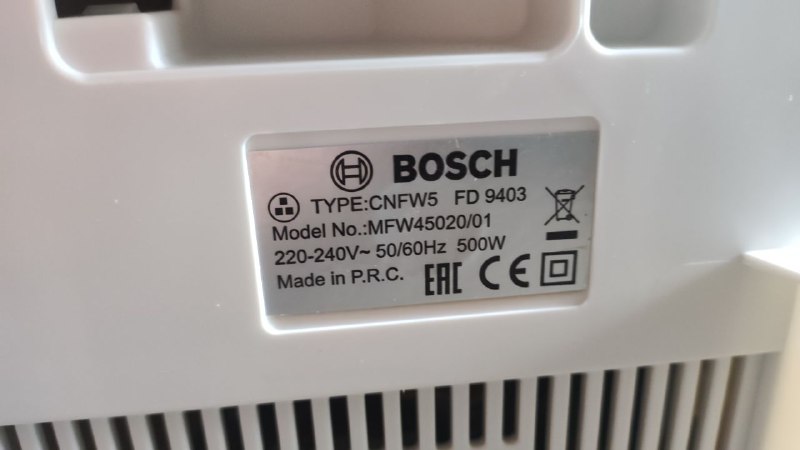 BOSCH
TYPE:CNFW5 FD 9403
Model No.:MFW45020/01
220-240V~ 50/60Hz 500W
Made in P.R.C. EAC CE